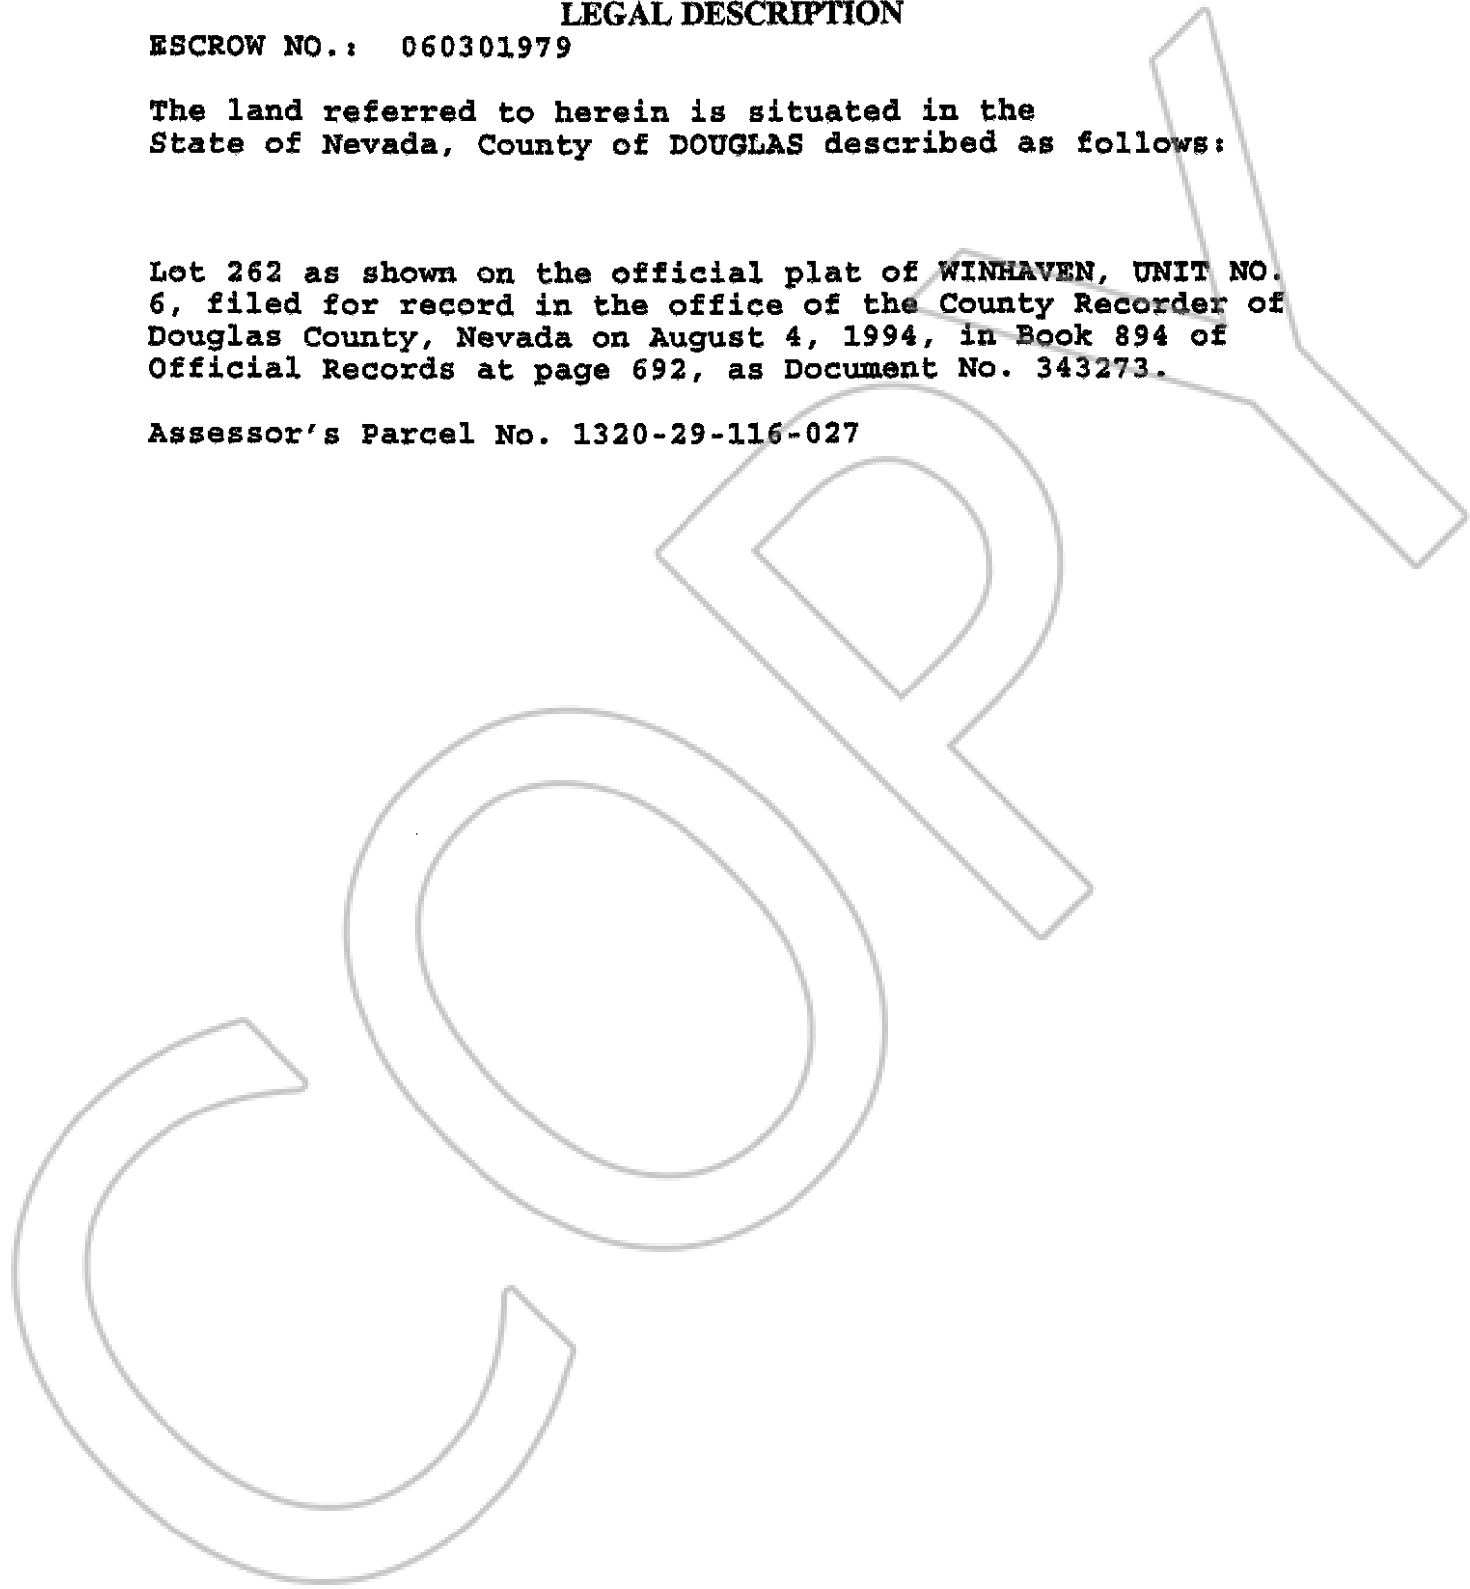 LEGAL DESCRIPTION
ESCROW NO.: 060301979
The land referred to herein is situated in the
State of Nevada, County of DOUGLAS described as follows:
Lot 262 as shown on the official plat of WINHAVEN, UNIT NO.
6, filed for record in the office of the County Recorder of
Douglas County, Nevada on August 4, 1994, in Book 894 of
Official Records at page 692, as Document No. 343273.
Assessor's Parcel No. 1320-29-116-027
COPY